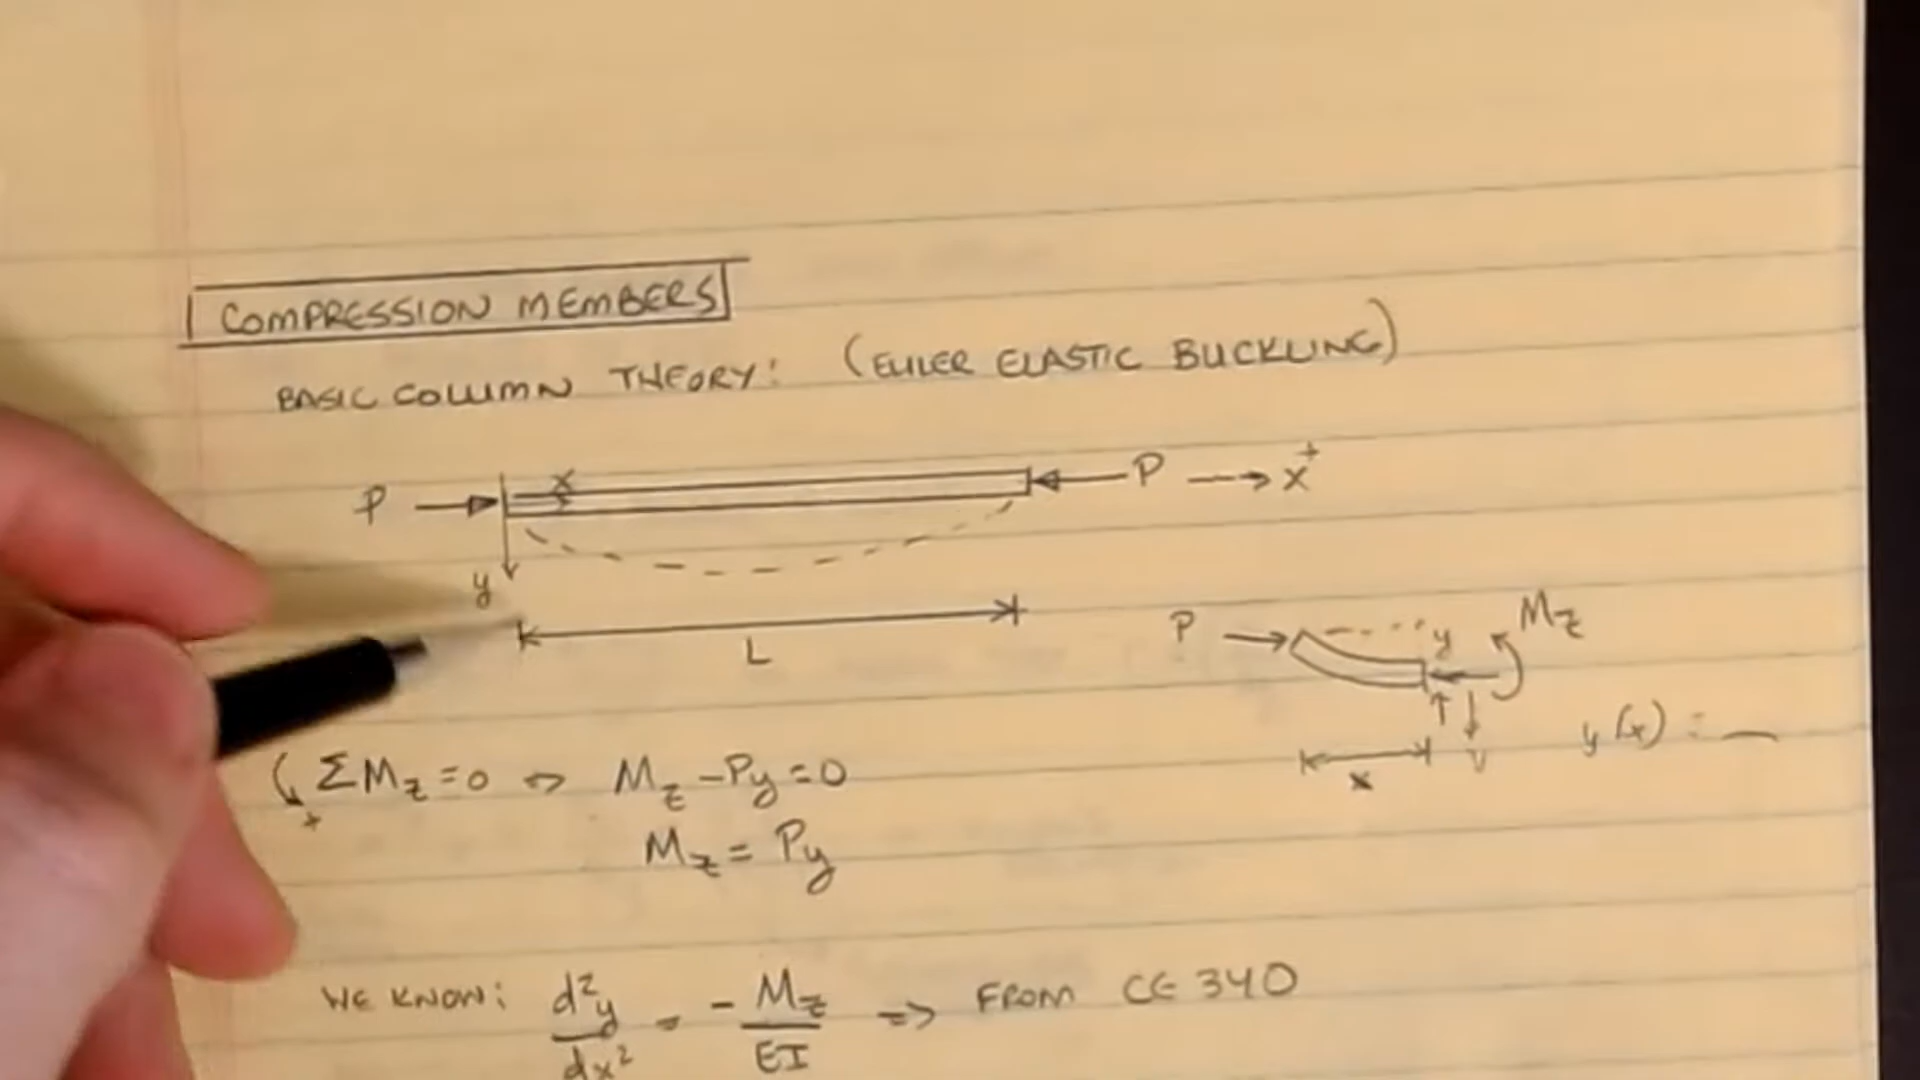 COMPRESSION MEMBERS
BASIC COLUMN THEORY: (EULER ELASTIC BUCKLING)
P x P x+
y
L
P y Mz
v y(x) =
x
+ ΣMz = 0 => Mz - Py = 0
Mz = Py
WE KNOW: d²y/dx² = - Mz/EI => FROM CE 340